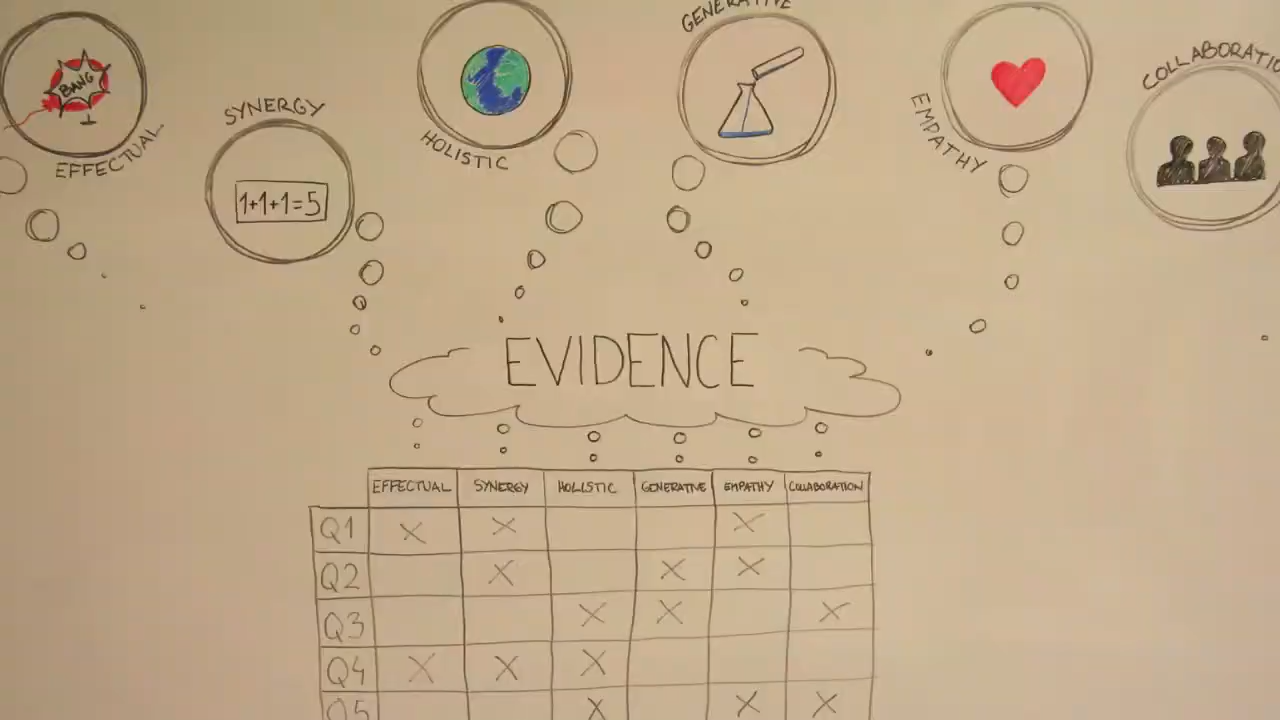 GENERATIVE
COLLABORATIO
SYNERGY
BANG
EFFECTUAL
HOLISTIC
EMPATHY
1+1+1=5
EVIDENCE
EFFECTUAL SYNERGY HOLISTIC GENERATIVE EMPATHY COLLABORATION
Q1 X X X
Q2 X X X
Q3 X X X
Q4 X X X
Q5 X X X